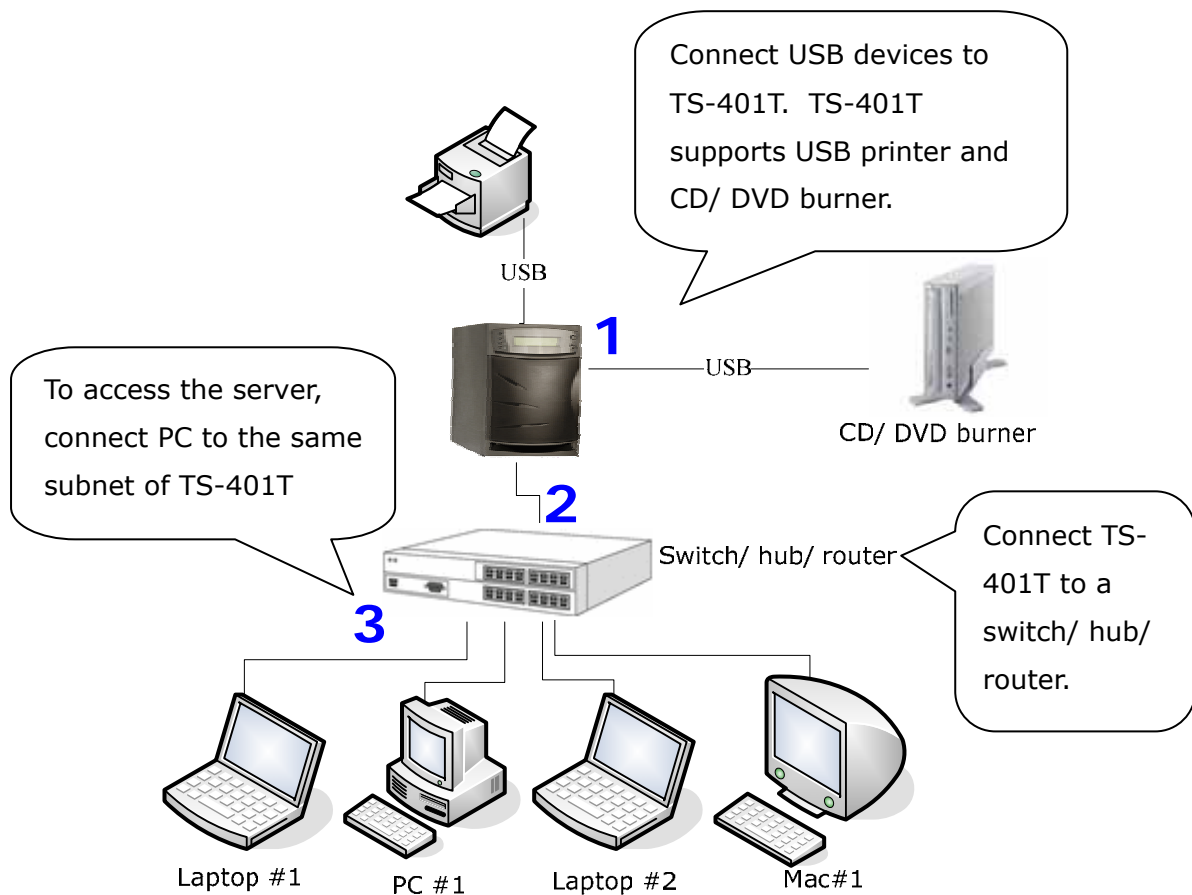 Connect USB devices to
TS-401T.  TS-401T
supports USB printer and
CD/ DVD burner.
USB
1
USB
CD/ DVD burner
To access the server,
connect PC to the same
subnet of TS-401T
2
Switch/ hub/ router
Connect TS-
401T to a
switch/ hub/
router.
3
Laptop #1
PC #1
Laptop #2
Mac#1